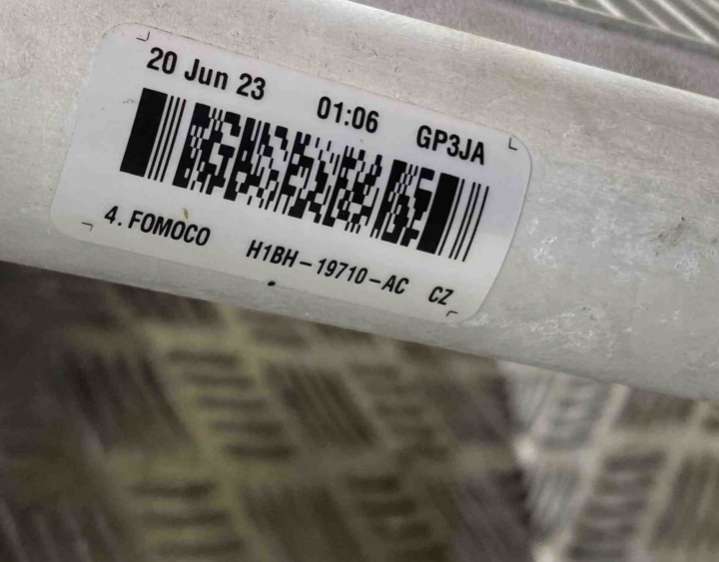 20 Jun 23 01:06 GP3JA
4. FOMOCO H1BH-19710-AC CZ